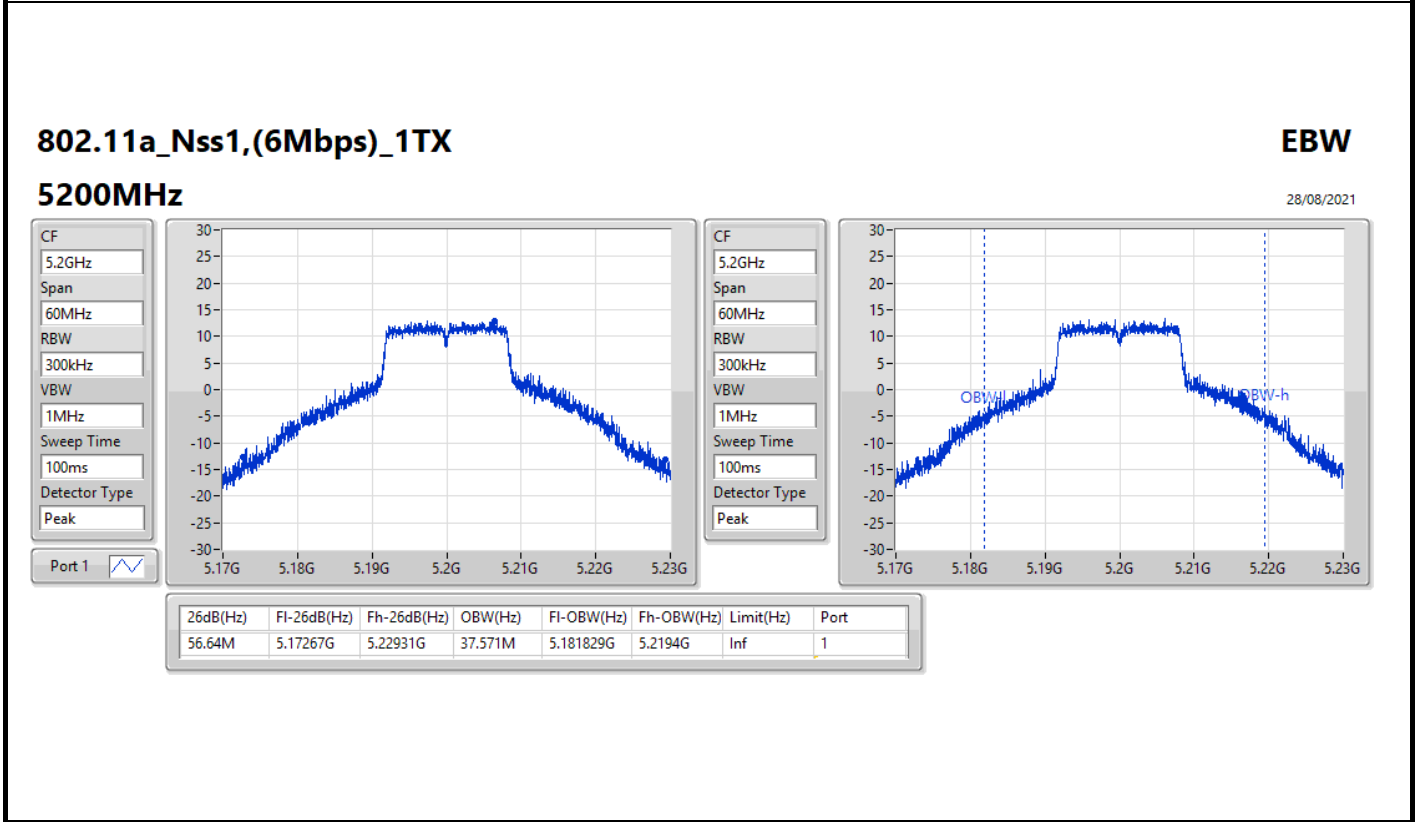 802.11a_Nss1,(6Mbps)_1TX
EBW
5200MHz
28/08/2021
CF
5.2GHz
Span
60MHz
RBW
300kHz
VBW
1MHz
Sweep Time
100ms
Detector Type
Peak
Port 1
30
25
20
15
10
5
0
-5
-10
-15
-20
-25
-30
5.17G 5.18G 5.19G 5.2G 5.21G 5.22G 5.23G
CF
5.2GHz
Span
60MHz
RBW
300kHz
VBW
1MHz
Sweep Time
100ms
Detector Type
Peak
30
25
20
15
10
5
0
-5
-10
-15
-20
-25
-30
OBW-l
OBW-h
5.17G 5.18G 5.19G 5.2G 5.21G 5.22G 5.23G
26dB(Hz) Fl-26dB(Hz) Fh-26dB(Hz) OBW(Hz) Fl-OBW(Hz) Fh-OBW(Hz) Limit(Hz) Port
56.64M 5.17267G 5.22931G 37.571M 5.181829G 5.2194G Inf 1